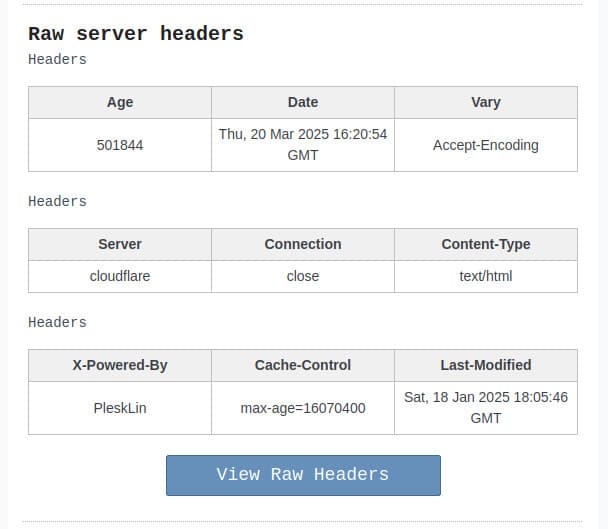 Raw server headers
Headers
Age Date Vary
501844 Thu, 20 Mar 2025 16:20:54 GMT Accept-Encoding
Headers
Server Connection Content-Type
cloudflare close text/html
Headers
X-Powered-By Cache-Control Last-Modified
PleskLin max-age=16070400 Sat, 18 Jan 2025 18:05:46 GMT
View Raw Headers